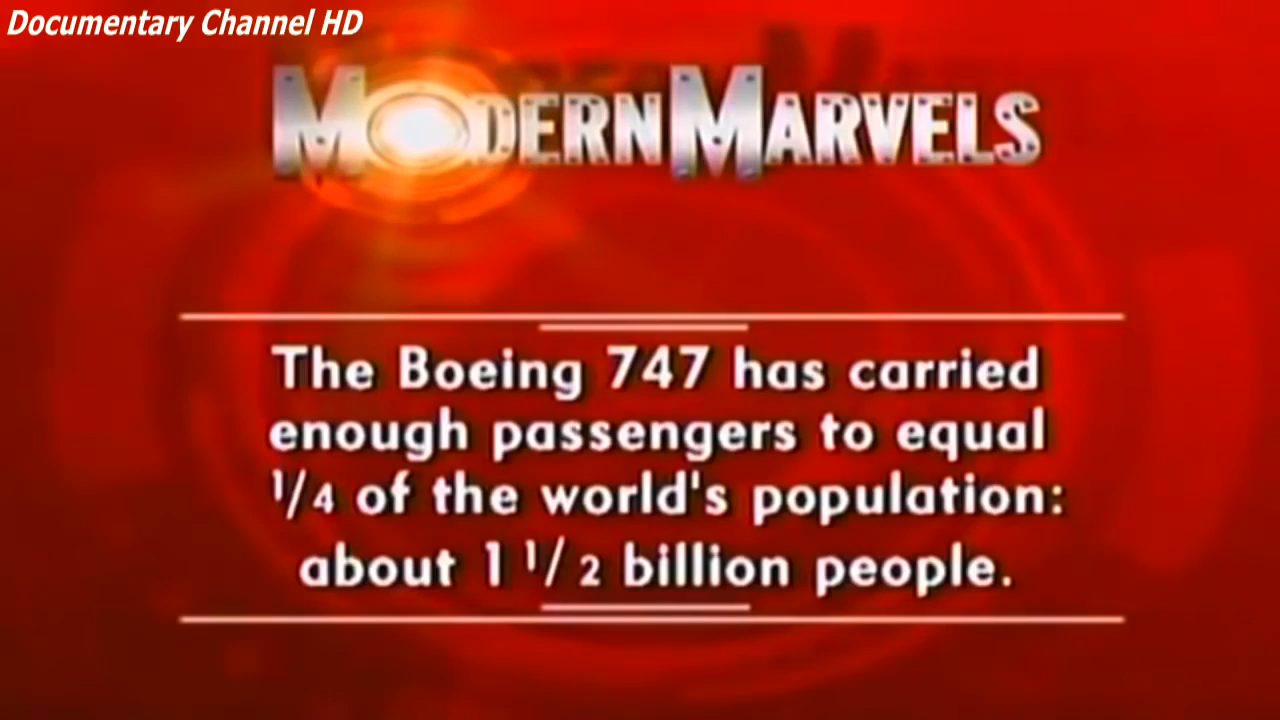 Documentary Channel HD
MODERN MARVELS
The Boeing 747 has carried
enough passengers to equal
1/4 of the world's population:
about 1 1/2 billion people.